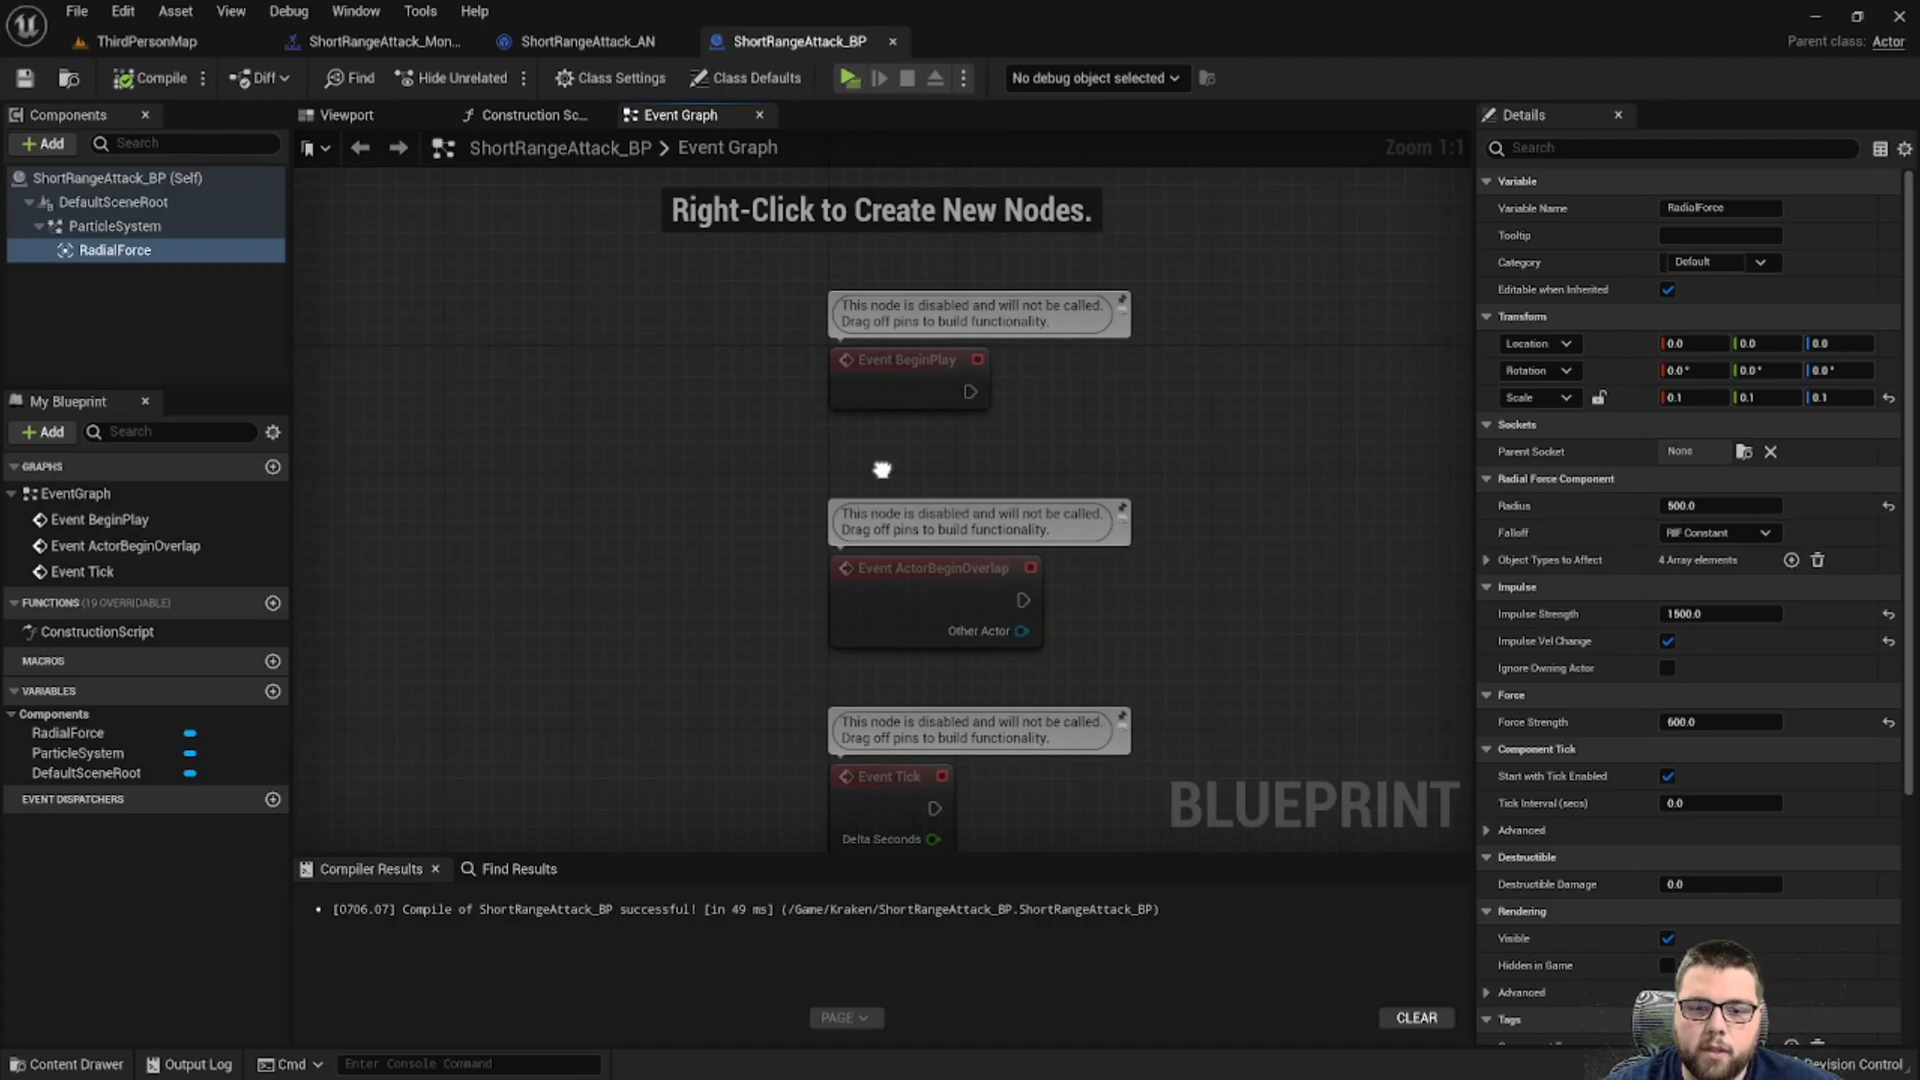 File Edit Asset View Debug Window Tools Help
ThirdPersonMap ShortRangeAttack_Mon... ShortRangeAttack_AN ShortRangeAttack_BP
Parent class: Actor
Compile Diff Find Hide Unrelated Class Settings Class Defaults No debug object selected
Components
Add Search
ShortRangeAttack_BP (Self)
DefaultSceneRoot
ParticleSystem
RadialForce
My Blueprint
Add Search
GRAPHS
EventGraph
Event BeginPlay
Event ActorBeginOverlap
Event Tick
FUNCTIONS (19 OVERRIDABLE)
ConstructionScript
MACROS
VARIABLES
Components
RadialForce
ParticleSystem
DefaultSceneRoot
EVENT DISPATCHERS
Viewport Construction Sc... Event Graph
ShortRangeAttack_BP > Event Graph
Zoom 1:1
Right-Click to Create New Nodes.
This node is disabled and will not be called.
Drag off pins to build functionality.
Event BeginPlay
This node is disabled and will not be called.
Drag off pins to build functionality.
Event ActorBeginOverlap
Other Actor
This node is disabled and will not be called.
Drag off pins to build functionality.
Event Tick
Delta Seconds
BLUEPRINT
Compiler Results Find Results
• [0706.07] Compile of ShortRangeAttack_BP successful! [in 49 ms] (/Game/Kraken/ShortRangeAttack_BP.ShortRangeAttack_BP)
PAGE
CLEAR
Details
Search
Variable
Variable Name RadialForce
Tooltip
Category Default
Editable when Inherited
Transform
Location 0.0 0.0 0.0
Rotation 0.0° 0.0° 0.0°
Scale 0.1 0.1 0.1
Sockets
Parent Socket None
Radial Force Component
Radius 500.0
Falloff RIF Constant
Object Types to Affect 4 Array elements
Impulse
Impulse Strength 1500.0
Impulse Vel Change
Ignore Owning Actor
Force
Force Strength 600.0
Component Tick
Start with Tick Enabled
Tick Interval (secs) 0.0
Advanced
Destructible
Destructible Damage 0.0
Rendering
Visible
Hidden in Game
Advanced
Tags
Content Drawer Output Log Cmd Enter Console Command
Revision Control